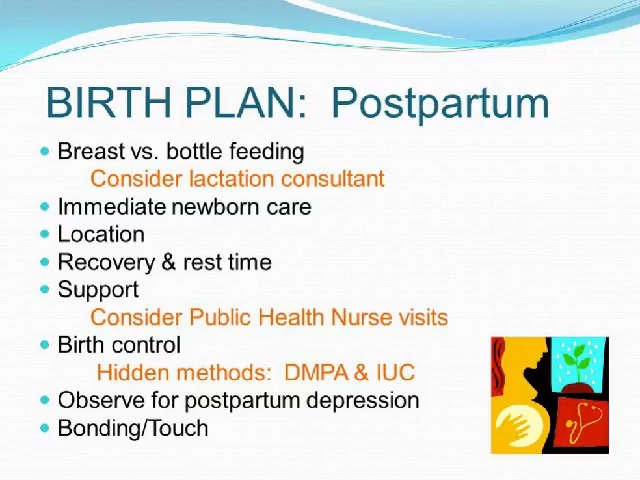 BIRTH PLAN: Postpartum
Breast vs. bottle feeding
Consider lactation consultant
Immediate newborn care
Location
Recovery & rest time
Support
Consider Public Health Nurse visits
Birth control
Hidden methods: DMPA & IUC
Observe for postpartum depression
Bonding/Touch